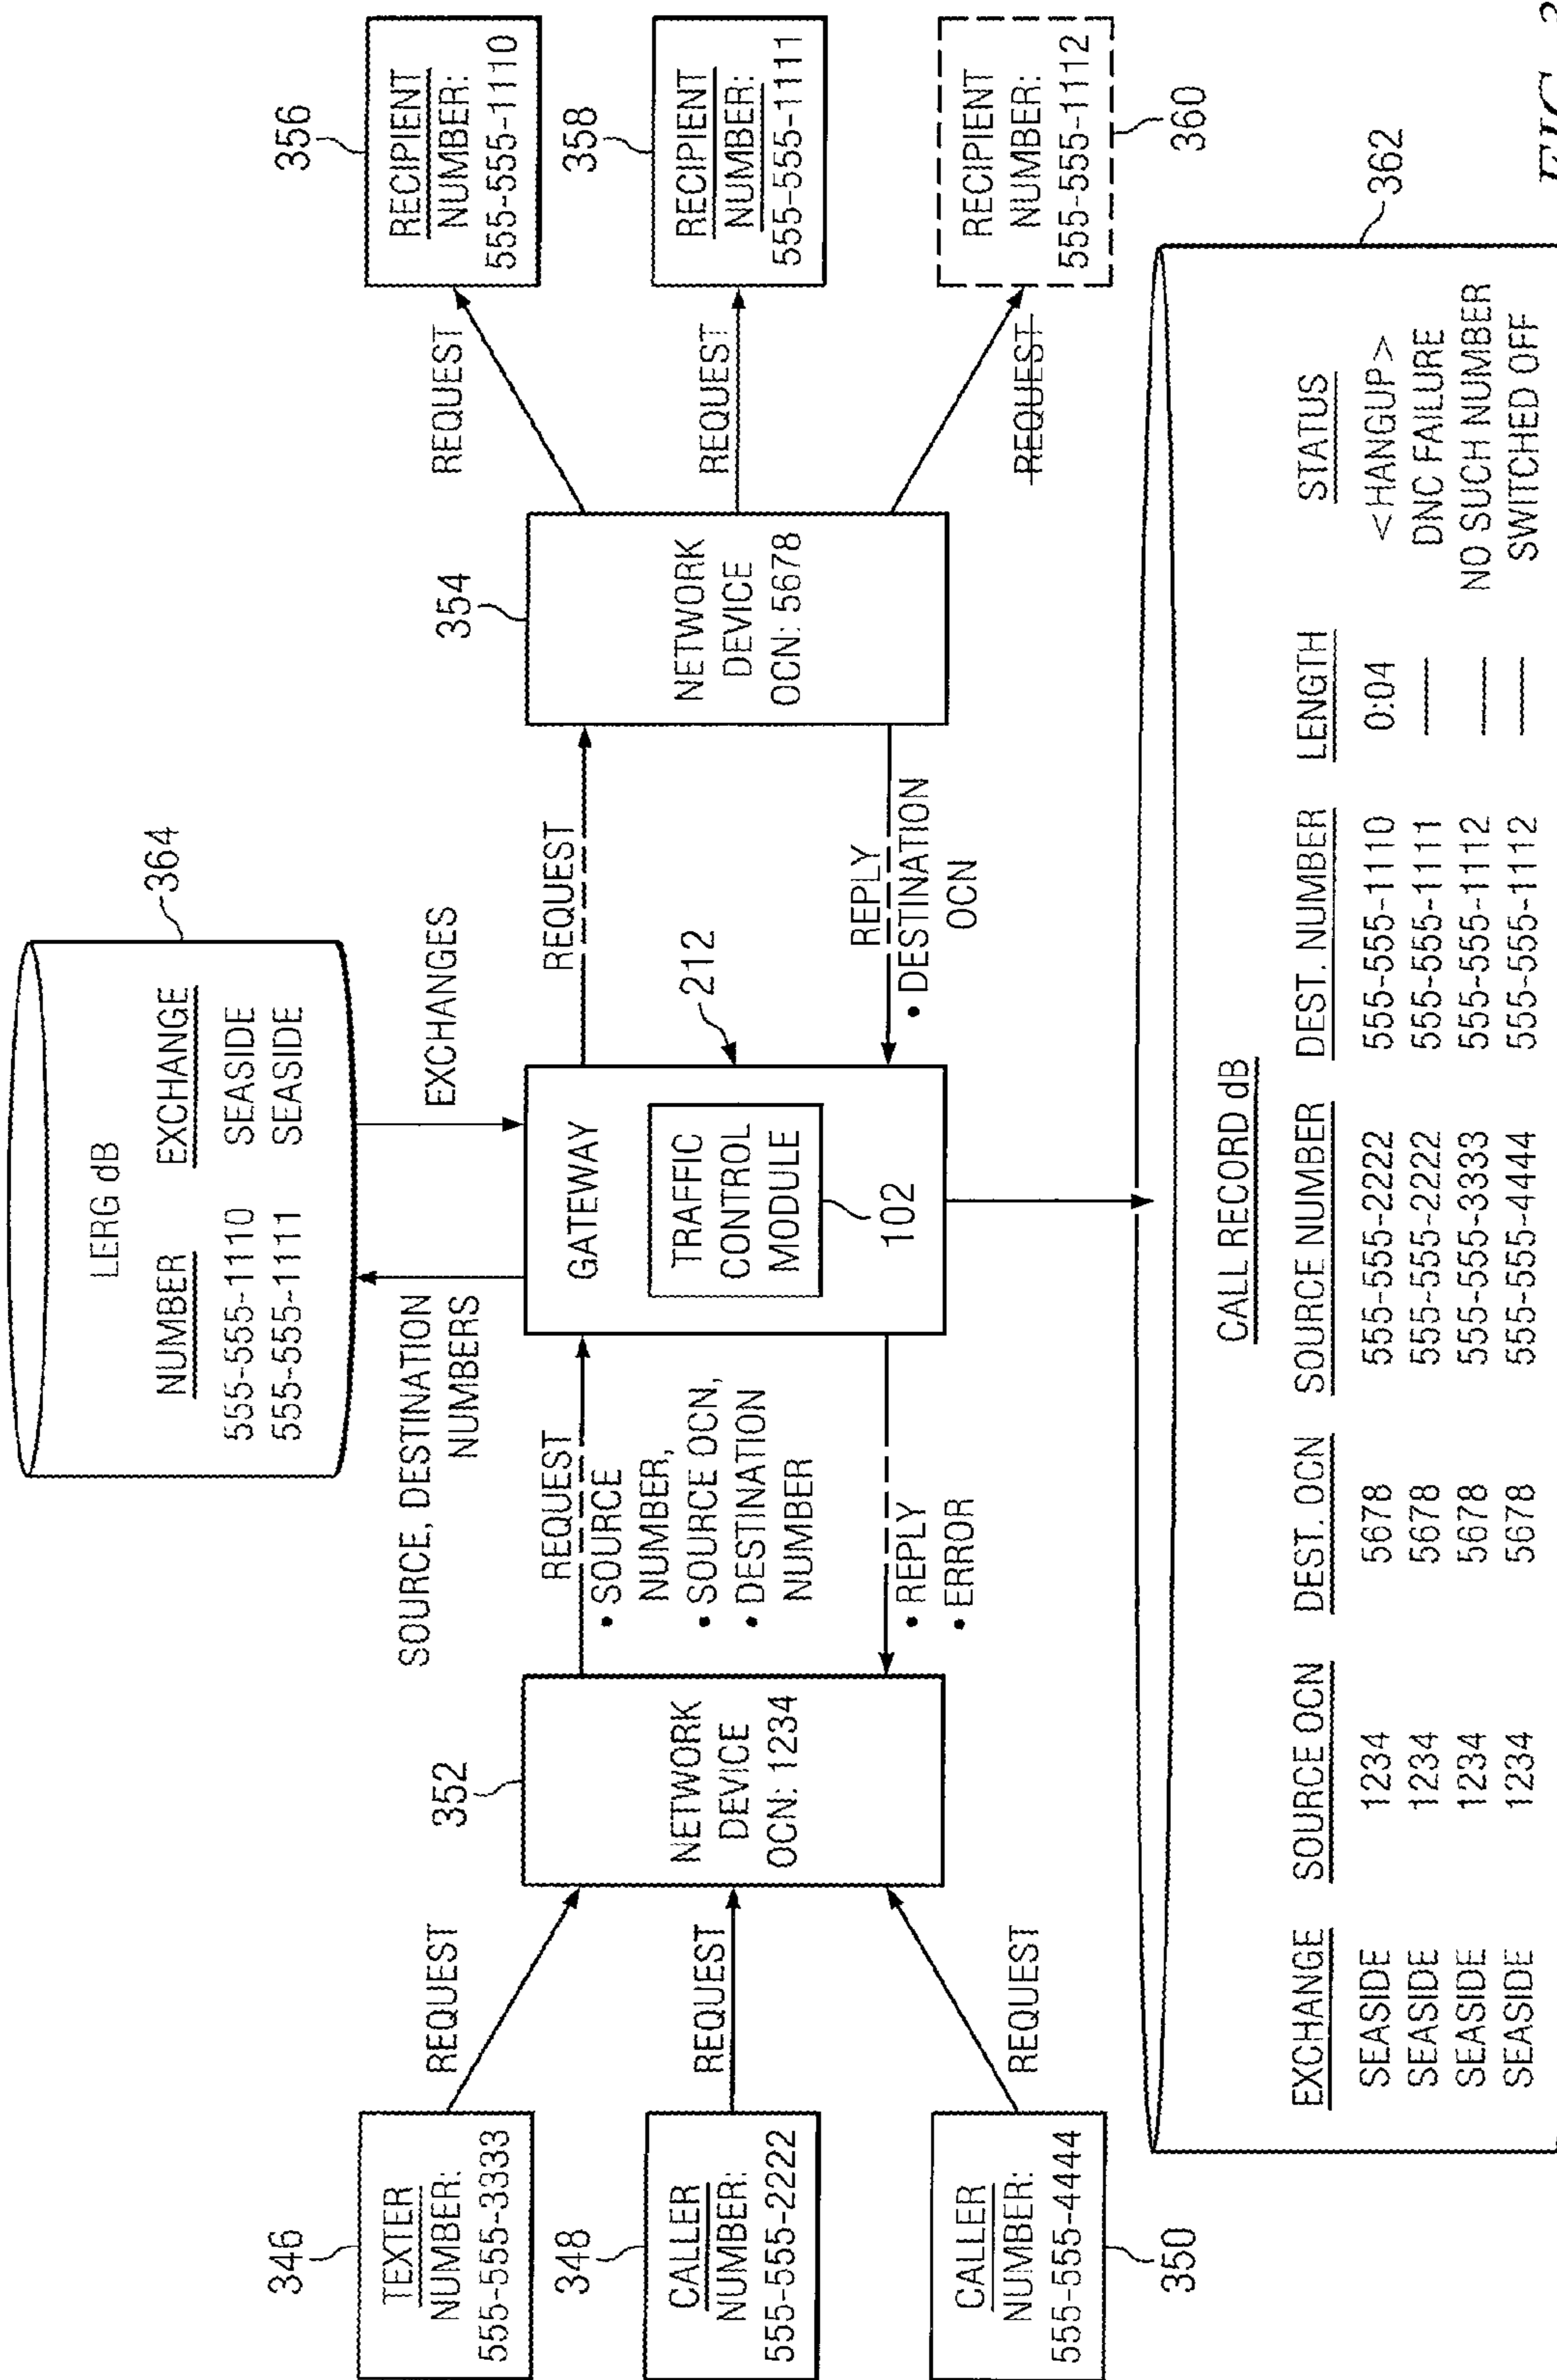 LERG dB
NUMBER EXCHANGE
555-555-1110 SEASIDE
555-555-1111 SEASIDE
364
SOURCE, DESTINATION
NUMBERS
EXCHANGES
346
TEXTER
NUMBER:
555-555-3333
REQUEST
348
CALLER
NUMBER:
555-555-2222
REQUEST
CALLER
NUMBER:
555-555-4444
350
REQUEST
352
NETWORK
DEVICE
OCN: 1234
REQUEST
• SOURCE
NUMBER,
• SOURCE OCN,
• DESTINATION
NUMBER
• REPLY
• ERROR
GATEWAY
212
TRAFFIC
CONTROL
MODULE
102
REQUEST
REPLY
• DESTINATION
OCN
354
NETWORK
DEVICE
OCN: 5678
REQUEST
356
RECIPIENT
NUMBER:
555-555-1110
REQUEST
358
RECIPIENT
NUMBER:
555-555-1111
REQUEST
RECIPIENT
NUMBER:
555-555-1112
360
362
CALL RECORD dB
EXCHANGE SOURCE OCN DEST. OCN SOURCE NUMBER DEST. NUMBER LENGTH STATUS
SEASIDE 1234 5678 555-555-2222 555-555-1110 0:04 <HANGUP>
SEASIDE 1234 5678 555-555-2222 555-555-1111 — DNC FAILURE
SEASIDE 1234 5678 555-555-3333 555-555-1112 — NO SUCH NUMBER
SEASIDE 1234 5678 555-555-4444 555-555-1112 — SWITCHED OFF
FIG.